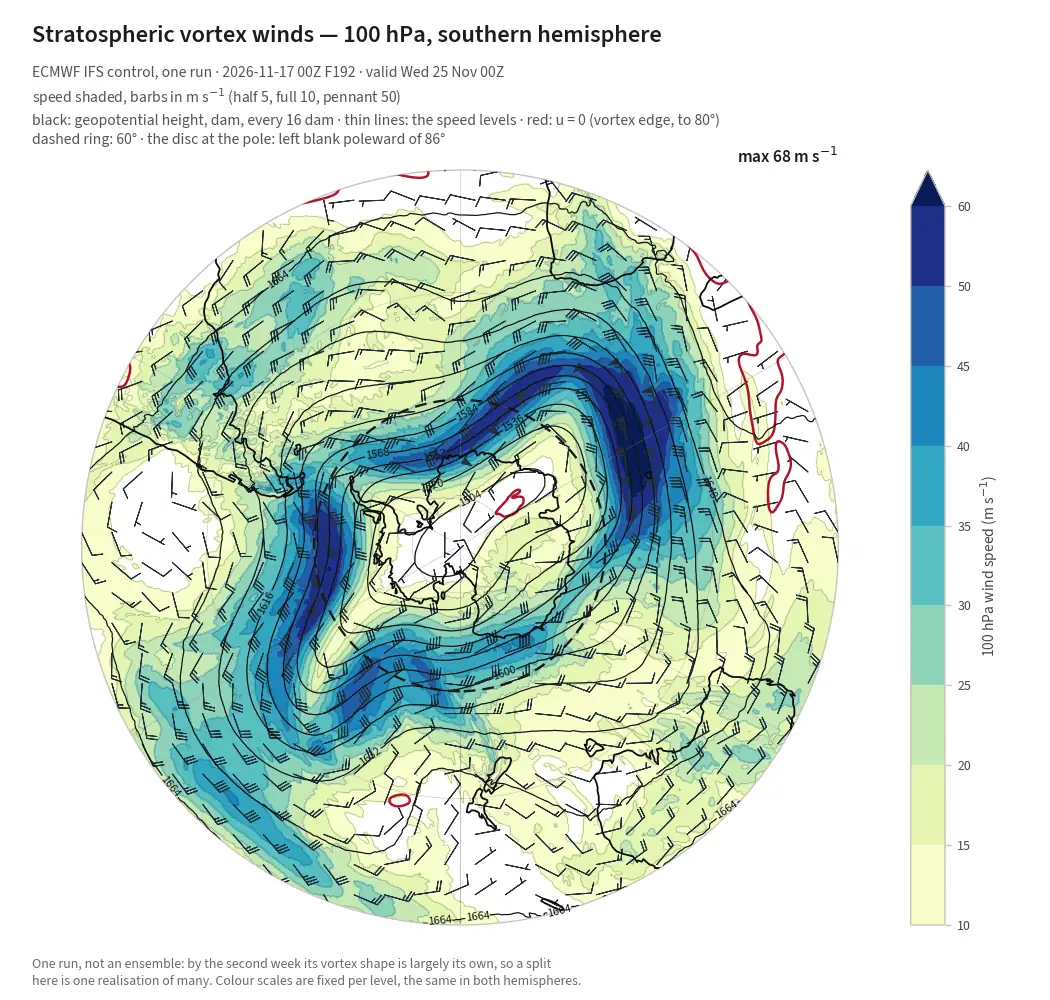 Stratospheric vortex winds — 100 hPa, southern hemisphere
ECMWF IFS control, one run · 2026-11-17 00Z F192 · valid Wed 25 Nov 00Z
speed shaded, barbs in m s⁻¹ (half 5, full 10, pennant 50)
black: geopotential height, dam, every 16 dam · thin lines: the speed levels · red: u = 0 (vortex edge, to 80°)
dashed ring: 60° · the disc at the pole: left blank poleward of 86°
max 68 m s⁻¹
60
50
45
40
35
30
25
20
15
10
100 hPa wind speed (m s⁻¹)
1664
1584
1536
1568
1504
1616
1600
1632
1664
1664
1664
1664
1664
One run, not an ensemble: by the second week its vortex shape is largely its own, so a split
here is one realisation of many. Colour scales are fixed per level, the same in both hemispheres.